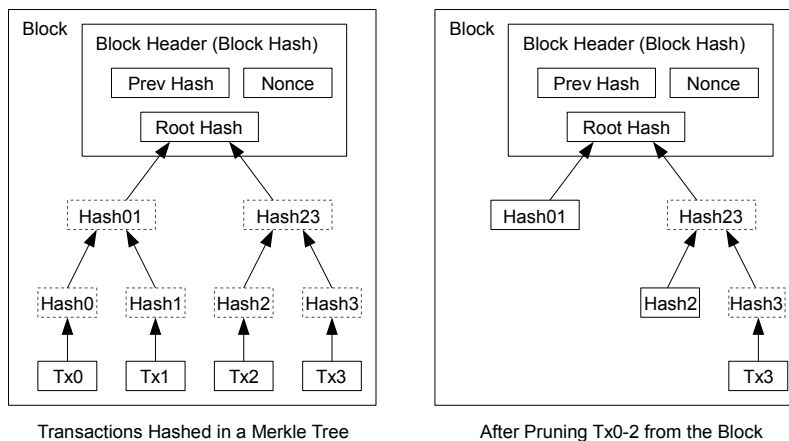 Block
Block Header (Block Hash)
Prev Hash
Nonce
Root Hash
Hash01
Hash23
Hash0
Hash1
Hash2
Hash3
Tx0
Tx1
Tx2
Tx3
Transactions Hashed in a Merkle Tree
Block
Block Header (Block Hash)
Prev Hash
Nonce
Root Hash
Hash01
Hash23
Hash2
Hash3
Tx3
After Pruning Tx0-2 from the Block